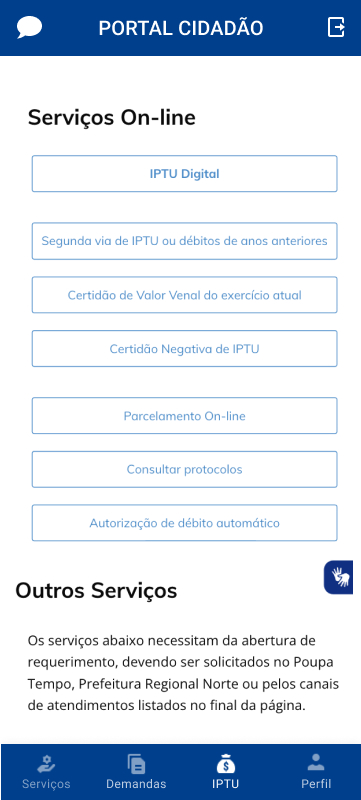 PORTAL CIDADÃO
Serviços On-line
IPTU Digital
Segunda via de IPTU ou débitos de anos anteriores
Certidão de Valor Venal do exercício atual
Certidão Negativa de IPTU
Parcelamento On-line
Consultar protocolos
Autorização de débito automático
Outros Serviços
Os serviços abaixo necessitam da abertura de
requerimento, devendo ser solicitados no Poupa
Tempo, Prefeitura Regional Norte ou pelos canais
de atendimentos listados no final da página.
Serviços
Demandas
IPTU
Perfil